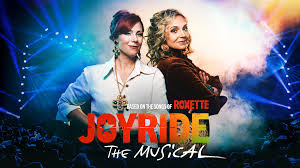 BASED ON THE SONGS OF ROXETTE
JOYRIDE
THE MUSICAL